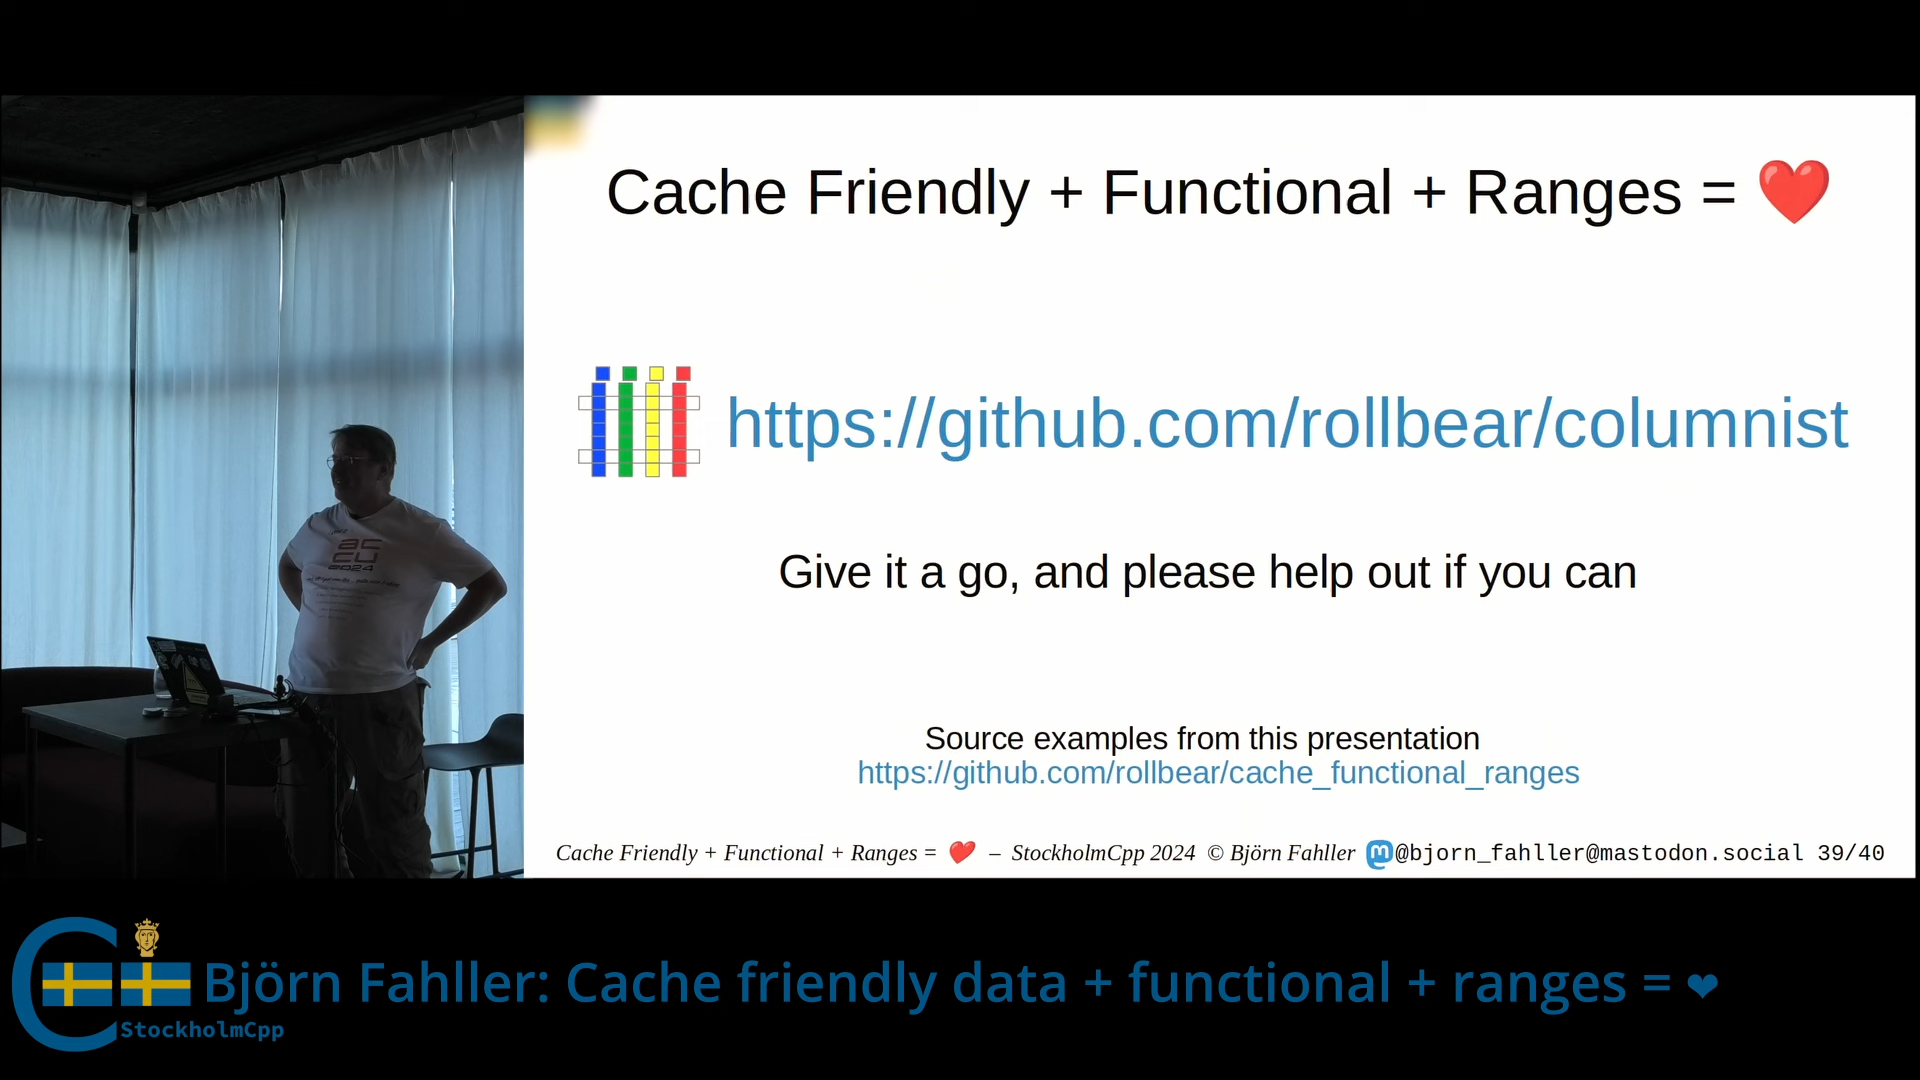 Cache Friendly + Functional + Ranges = ❤️
https://github.com/rollbear/columnist
Give it a go, and please help out if you can
accu
2024
Source examples from this presentation
https://github.com/rollbear/cache_functional_ranges
Cache Friendly + Functional + Ranges = ❤️ – StockholmCpp 2024 © Björn Fahller @bjorn_fahller@mastodon.social 39/40
Björn Fahller: Cache friendly data + functional + ranges = ❤
StockholmCpp